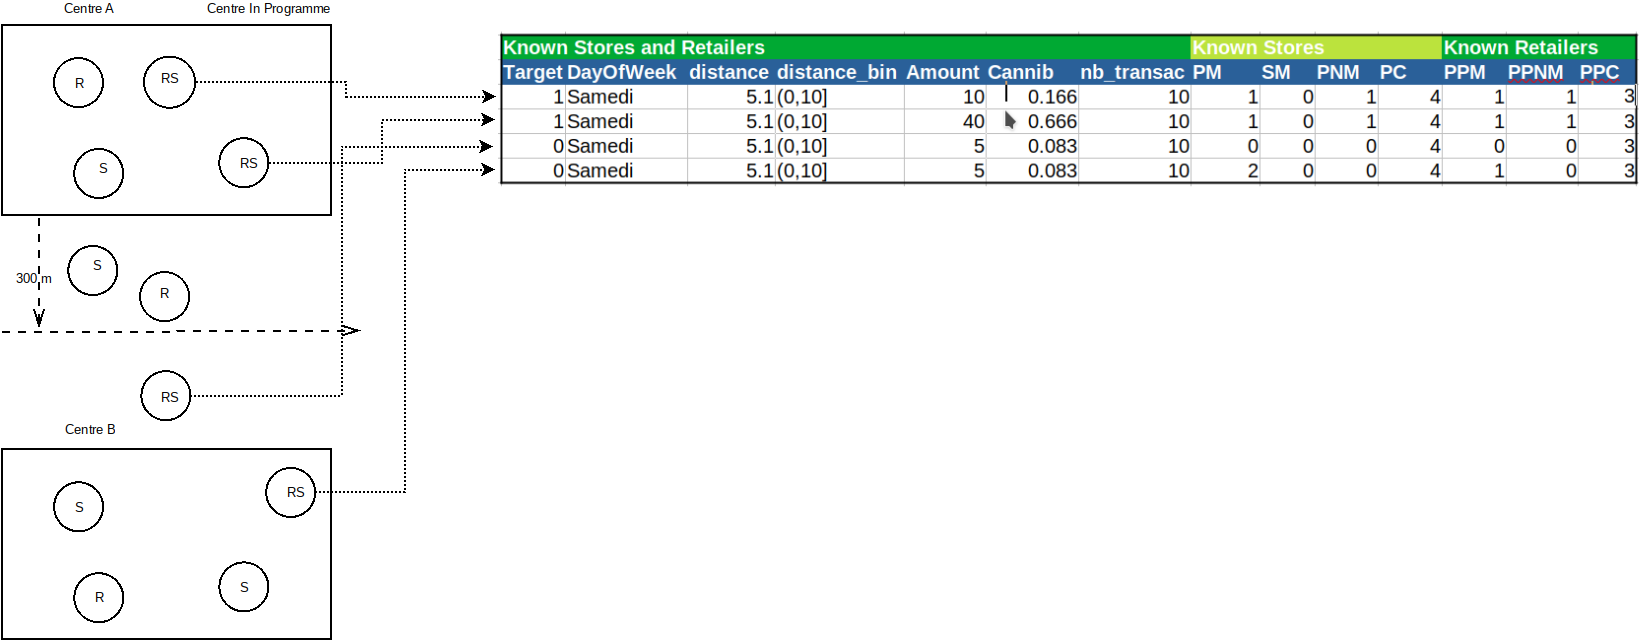 Centre A Centre In Programme
R RS
S RS
300 m
S
R
RS
Centre B
S RS
R S
Known Stores and Retailers Known Stores Known Retailers
Target DayOfWeek distance distance_bin Amount Cannib nb_transac PM SM PNM PC PPM PPNM PPC
1 Samedi 5.1 (0,10] 10 0.166 10 1 0 1 4 1 1 3
1 Samedi 5.1 (0,10] 40 0.666 10 1 0 1 4 1 1 3
0 Samedi 5.1 (0,10] 5 0.083 10 0 0 0 4 0 0 3
0 Samedi 5.1 (0,10] 5 0.083 10 2 0 0 4 1 0 3